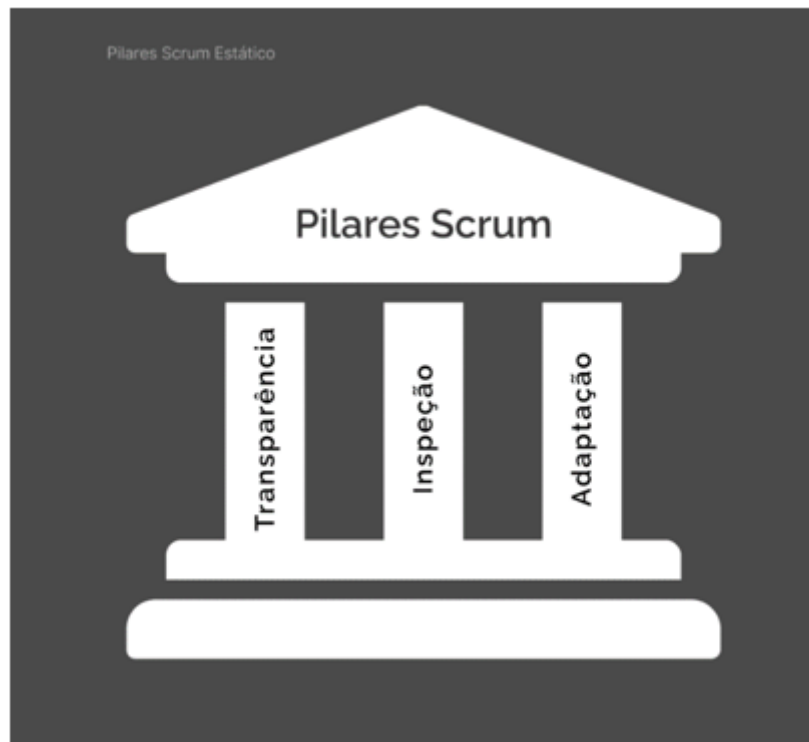 Pilares Scrum Estático
Pilares Scrum
Transparência
Inspeção
Adaptação